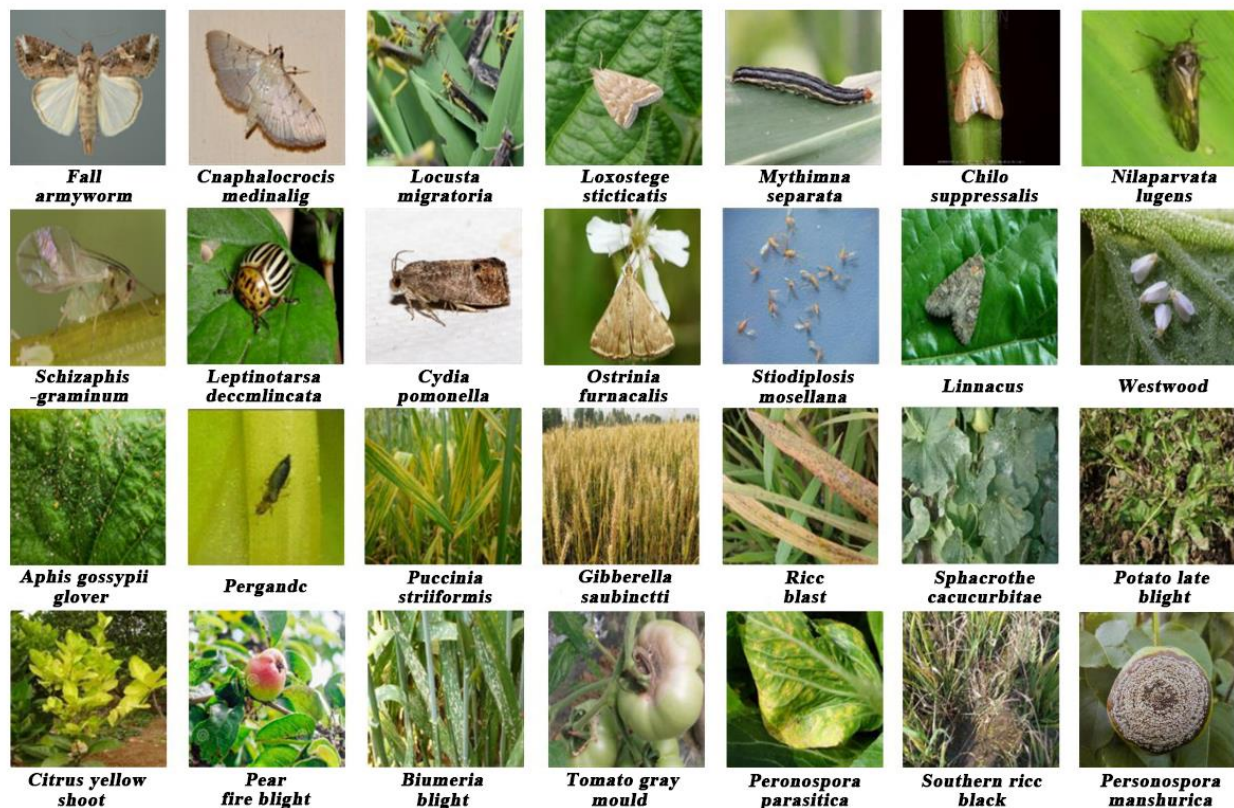 Fall
armyworm
Cnaphalocrocis
medinalig
Locusta
migratoria
Loxostege
sticticatis
Mythimna
separata
Chilo
suppressalis
Nilaparvata
lugens
Schizaphis
-graminum
Leptinotarsa
deccmlincata
Cydia
pomonella
Ostrinia
furnacalis
Stiodiplosis
mosellana
Linnacus
Westwood
Aphis gossypii
glover
Pergandc
Puccinia
striiformis
Gibberella
saubinctti
Ricc
blast
Sphacrothe
cacucurbitae
Potato late
blight
Citrus yellow
shoot
Pear
fire blight
Biumeria
blight
Tomato gray
mould
Peronospora
parasitica
Southern ricc
black
Personospora
manshurica